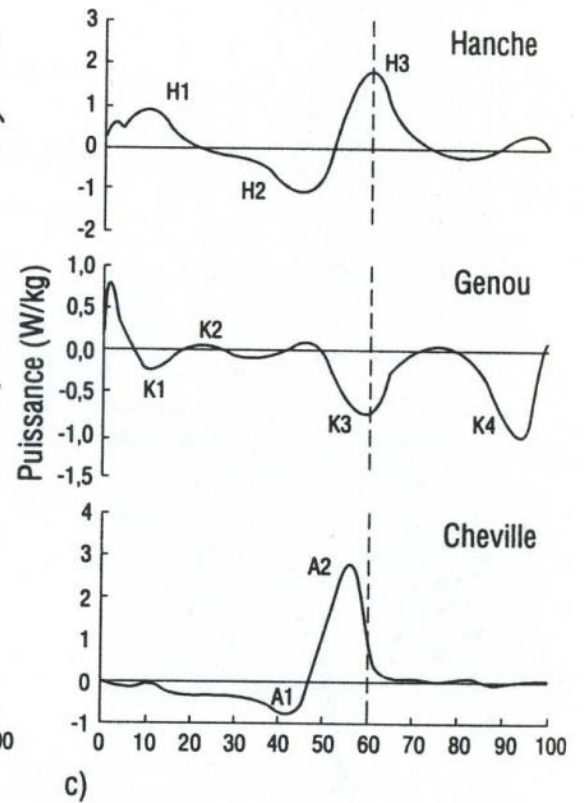 3
Hanche
2
H3
H1
1
0
-1
H2
-2
Puissance (W/kg)
1,0
Genou
0,5
K2
0,0
K1
-0,5
K3
K4
-1,0
-1,5
4
Cheville
3
A2
2
1
0
A1
-1
00
0 10 20 30 40 50 60 70 80 90 100
c)